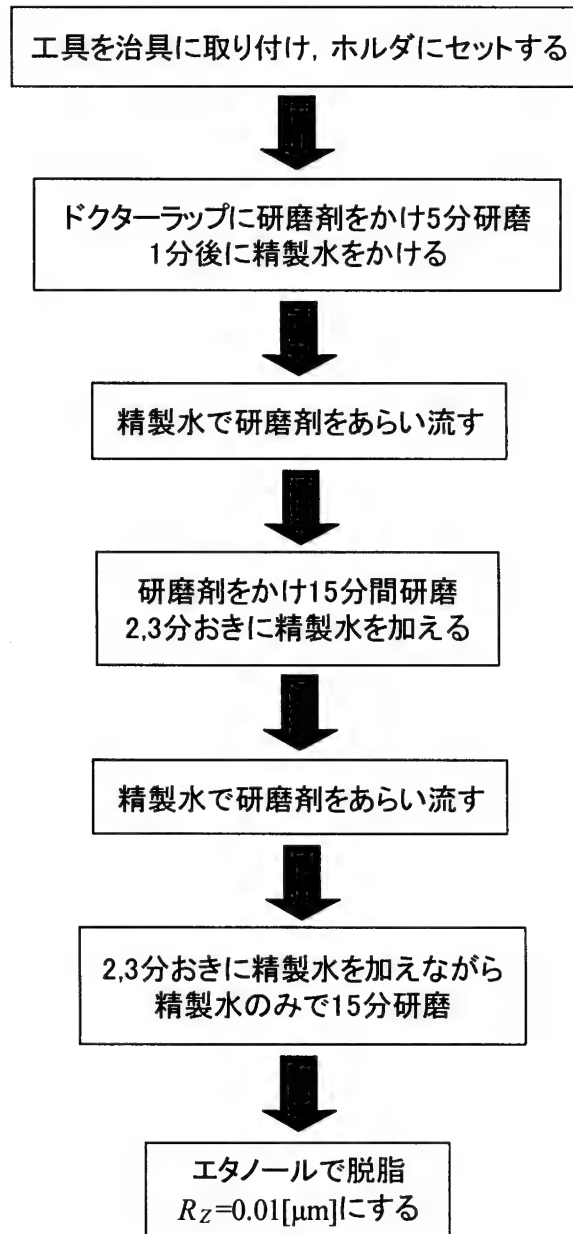 工具を治具に取り付け, ホルダにセットする
ドクターラップに研磨剤をかけ5分研磨
1分後に精製水をかける
精製水で研磨剤をあらい流す
研磨剤をかけ15分間研磨
2,3分おきに精製水を加える
精製水で研磨剤をあらい流す
2,3分おきに精製水を加えながら
精製水のみで15分研磨
エタノールで脱脂
RZ=0.01[μm]にする